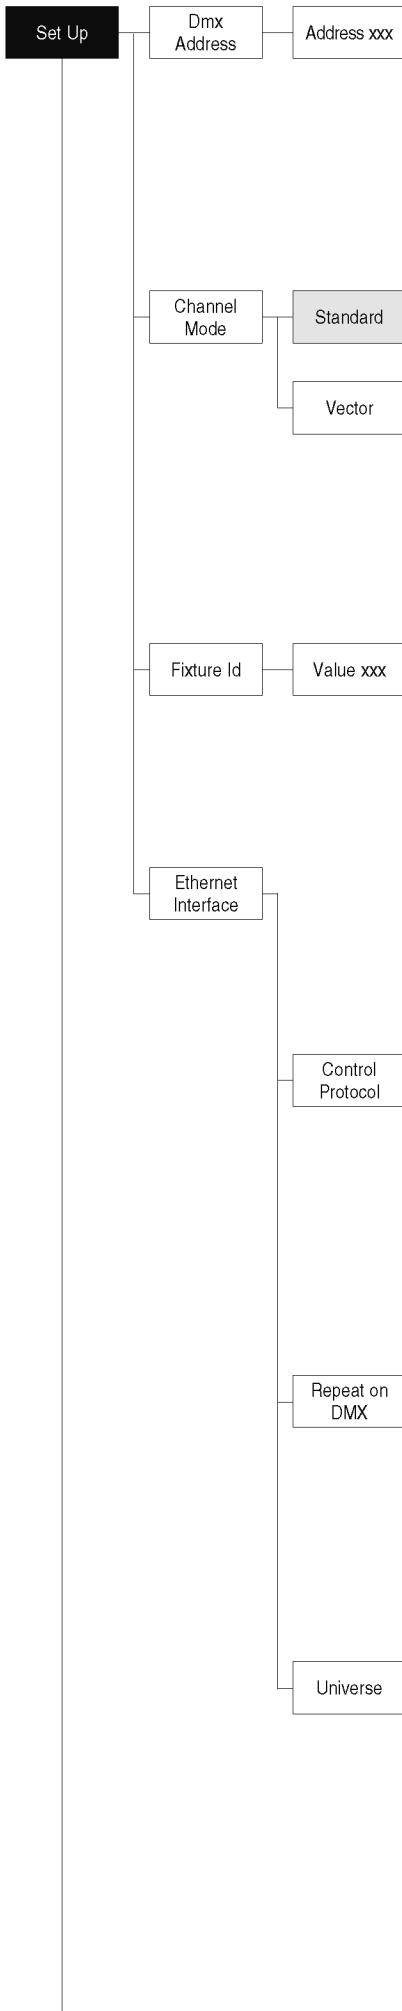 Set Up
Dmx
Address
Address xxx
Channel
Mode
Standard
Vector
Fixture Id
Value xxx
Ethernet
Interface
Control
Protocol
Repeat on
DMX
Universe